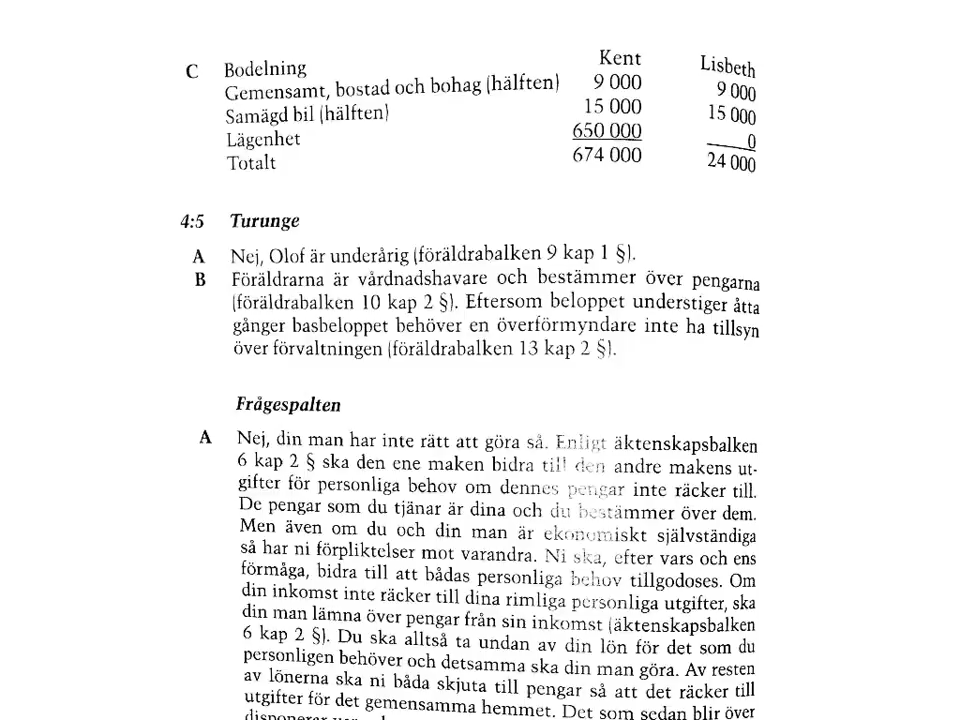 C Bodelning Kent Lisbeth
Gemensamt, bostad och bohag (hälften) 9 000 9 000
Samägd bil (hälften) 15 000 15 000
Lägenhet 650 000 0
Totalt 674 000 24 000
4:5 Turunge
A Nej, Olof är underårig (föräldrabalken 9 kap 1 §).
B Föräldrarna är vårdnadshavare och bestämmer över pengarna
(föräldrabalken 10 kap 2 §). Eftersom beloppet understiger åtta
gånger basbeloppet behöver en överförmyndare inte ha tillsyn
över förvaltningen (föräldrabalken 13 kap 2 §).
Frågespalten
A Nej, din man har inte rätt att göra så. Enligt äktenskapsbalken
6 kap 2 § ska den ene maken bidra till den andre makens ut-
gifter för personliga behov om dennes pengar inte räcker till.
De pengar som du tjänar är dina och du bestämmer över dem.
Men även om du och din man är ekonomiskt självständiga
så har ni förpliktelser mot varandra. Ni ska, efter vars och ens
förmåga, bidra till att bådas personliga behov tillgodoses. Om
din inkomst inte räcker till dina rimliga personliga utgifter, ska
din man lämna över pengar från sin inkomst (äktenskapsbalken
6 kap 2 §). Du ska alltså ta undan av din lön för det som du
personligen behöver och detsamma ska din man göra. Av resten
av lönerna ska ni båda skjuta till pengar så att det räcker till
utgifter för det gemensamma hemmet. Det som sedan blir över
disponerar